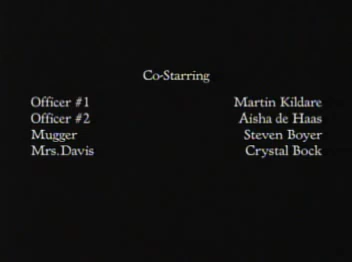 Co-Starring
Officer #1 Martin Kildare
Officer #2 Aisha de Haas
Mugger Steven Boyer
Mrs.Davis Crystal Bock